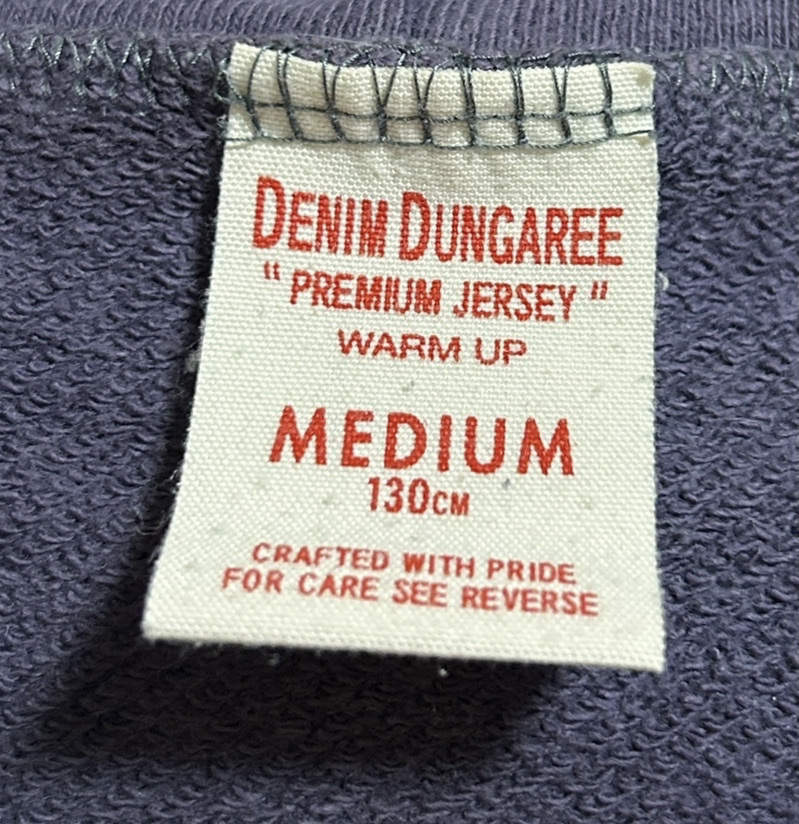 DENIM DUNGAREE
" PREMIUM JERSEY "
WARM UP
MEDIUM
130CM
CRAFTED WITH PRIDE
FOR CARE SEE REVERSE